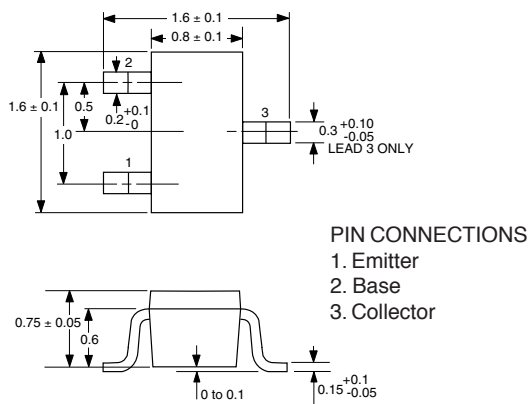 1.6 ± 0.1
0.8 ± 0.1
2
1.6 ± 0.1
0.5
1.0
0.2 +0.1 -0
3
0.3 +0.10 -0.05
LEAD 3 ONLY
1
PIN CONNECTIONS
1. Emitter
2. Base
3. Collector
0.75 ± 0.05
0.6
0 to 0.1
0.15 +0.1 -0.05